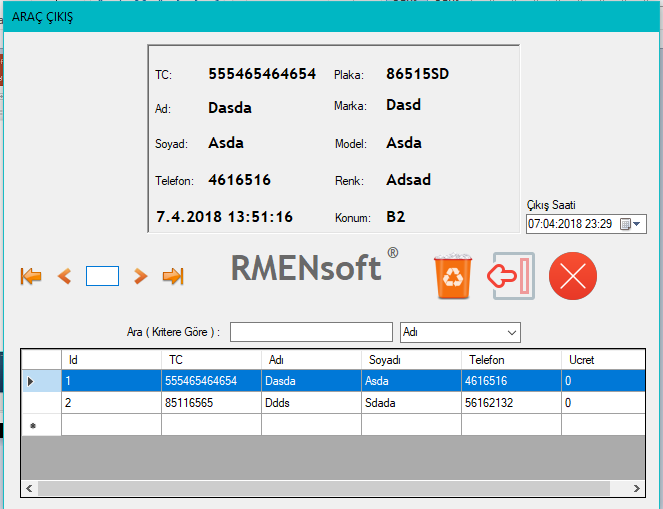 ARAÇ ÇIKIŞ
TC: 555465464654 Plaka: 86515SD
Ad: Dasda Marka: Dasd
Soyad: Asda Model: Asda
Telefon: 4616516 Renk: Adsad
7.4.2018 13:51:16 Konum: B2
Çıkış Saati
07:04:2018 23:29
RMENsoft ®
Ara ( Kritere Göre ) : Adı
Id TC Adı Soyadı Telefon Ucret
1 555465464654 Dasda Asda 4616516 0
2 85116565 Ddds Sdada 56162132 0